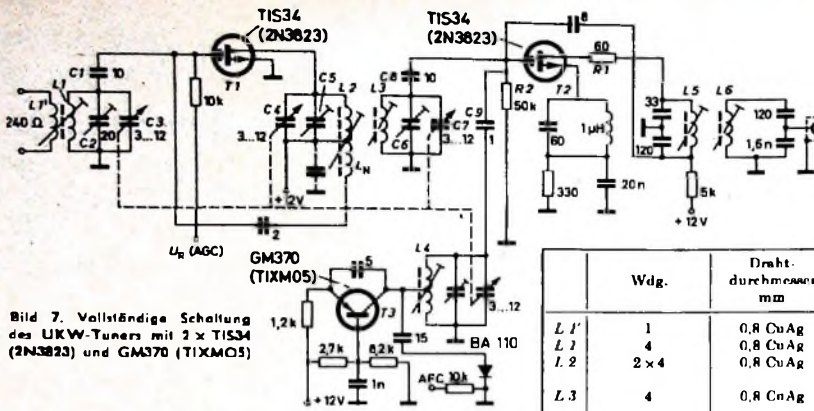 TIS34
(2N3823)
TIS34
(2N3823)
8
C1
10
T1
C5
L2
C8
10
T2
60
R1
L1'
L1
240 Ω
20
C2
C3
3...12
10k
C4
3...12
L3
C6
C7
3...12
C9
1
R2
50k
33
120
L5
L6
120
1,6n
LN
+12V
60
1µH
330
20n
5k
+12V
UR (AGC)
2
GM370
(TIXM05)
5
T3
L4
3...12
1,2k
2,7k
8,2k
15
BA 110
1n
AFC
10k
+12V
Bild 7. Vollständige Schaltung
des UKW-Tuners mit 2 x TIS34
(2N3823) und GM370 (TIXM05)
Wdg.
Draht-
durchmesser
mm
L 1' 1 0,8 CuAg
L 1 4 0,8 CuAg
L 2 2 × 4 0,8 CuAg
L 3 4 0,8 CuAg